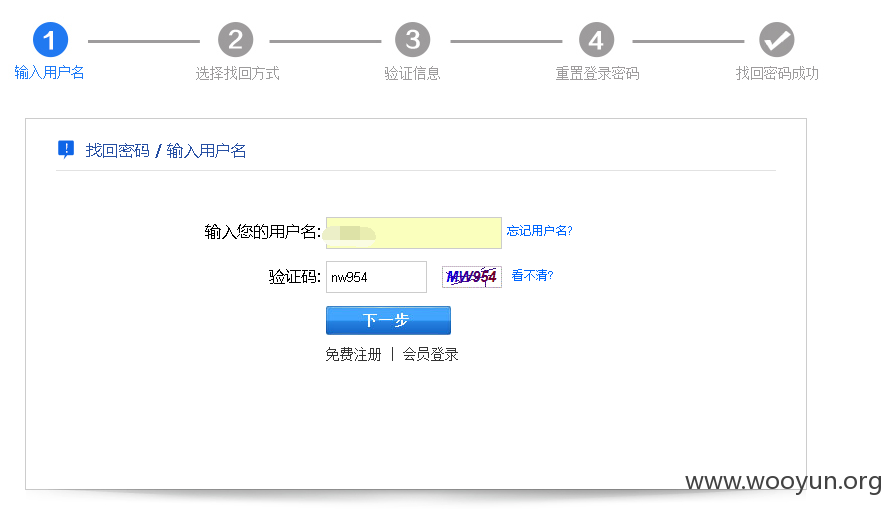 1 2 3 4
输入用户名 选择找回方式 验证信息 重置登录密码 找回密码成功
找回密码 / 输入用户名
输入您的用户名: 忘记用户名?
验证码: nw954 MW954 看不清?
下一步
免费注册 | 会员登录
www.wooyun.org